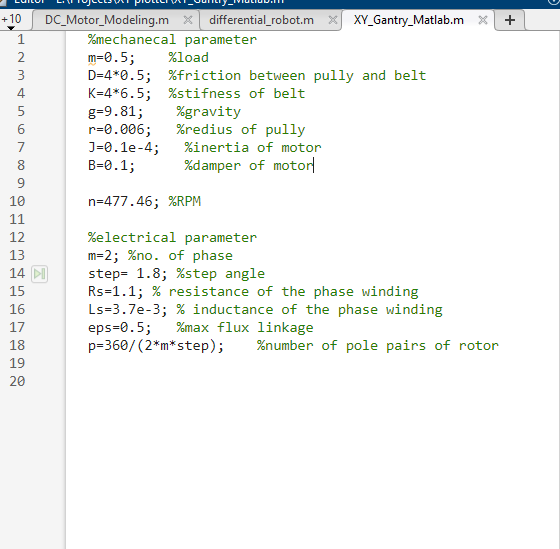 +10 DC_Motor_Modeling.m × differential_robot.m × XY_Gantry_Matlab.m × +
1 %mechanecal parameter
2 m=0.5; %load
3 D=4*0.5; %friction between pully and belt
4 K=4*6.5; %stifness of belt
5 g=9.81; %gravity
6 r=0.006; %redius of pully
7 J=0.1e-4; %inertia of motor
8 B=0.1; %damper of motor
9
10 n=477.46; %RPM
11
12 %electrical parameter
13 m=2; %no. of phase
14 step= 1.8; %step angle
15 Rs=1.1; % resistance of the phase winding
16 Ls=3.7e-3; % inductance of the phase winding
17 eps=0.5; %max flux linkage
18 p=360/(2*m*step); %number of pole pairs of rotor
19
20